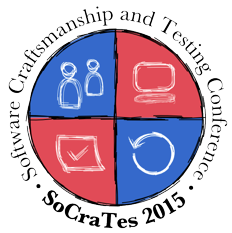 Software Craftsmanship and Testing Conference
SoCraTes 2015